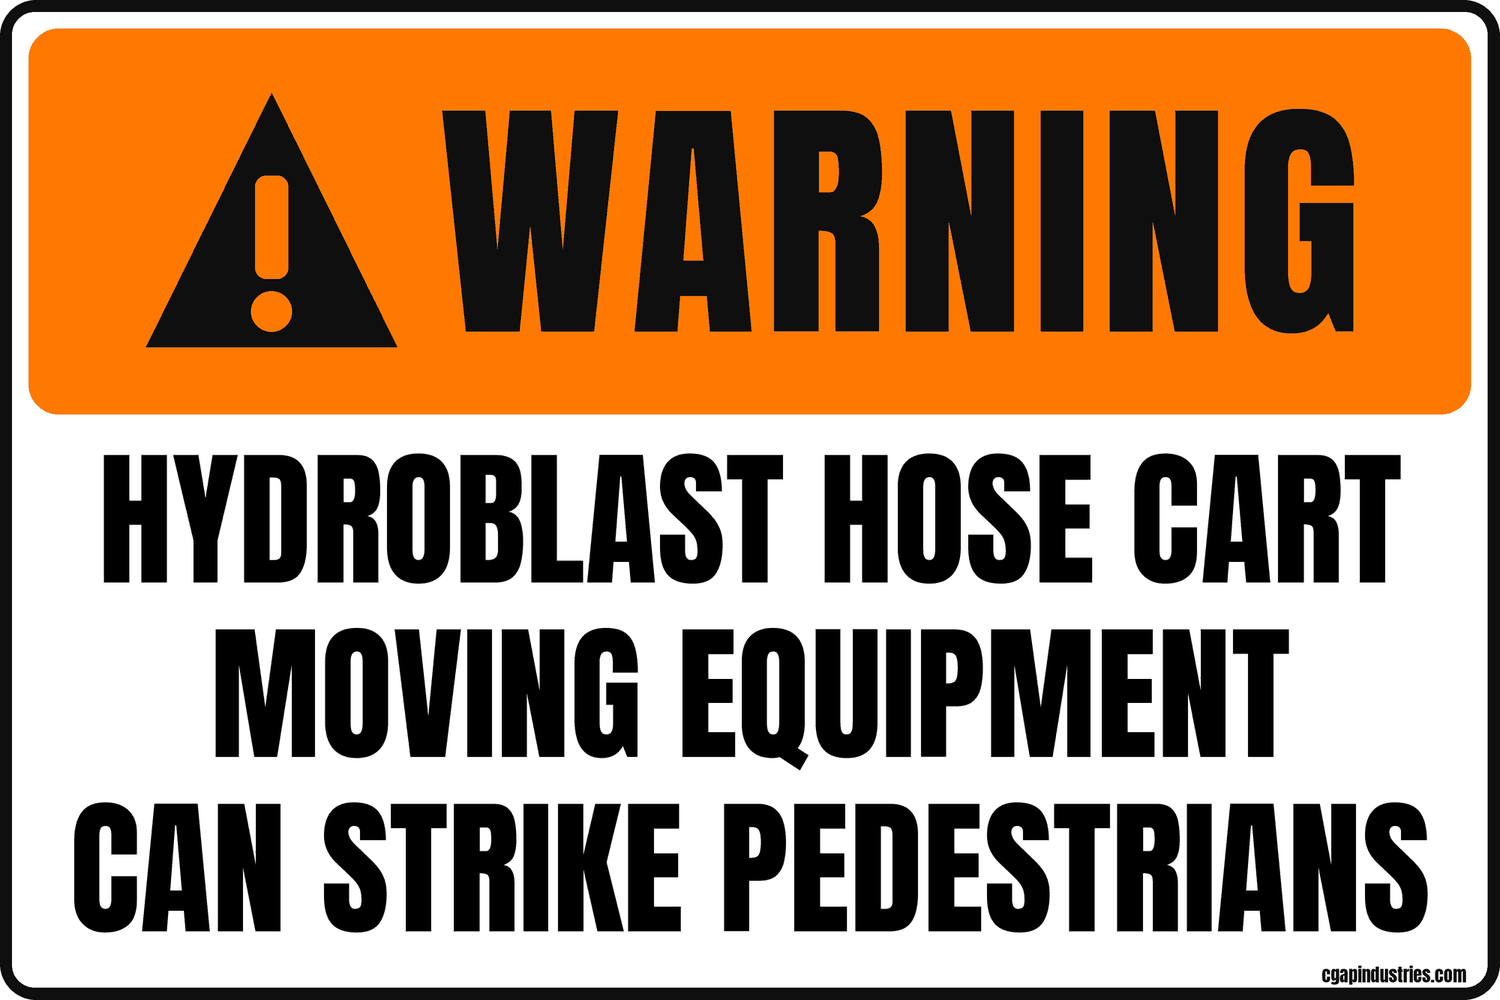 WARNING
HYDROBLAST HOSE CART
MOVING EQUIPMENT
CAN STRIKE PEDESTRIANS
cgapindustries.com